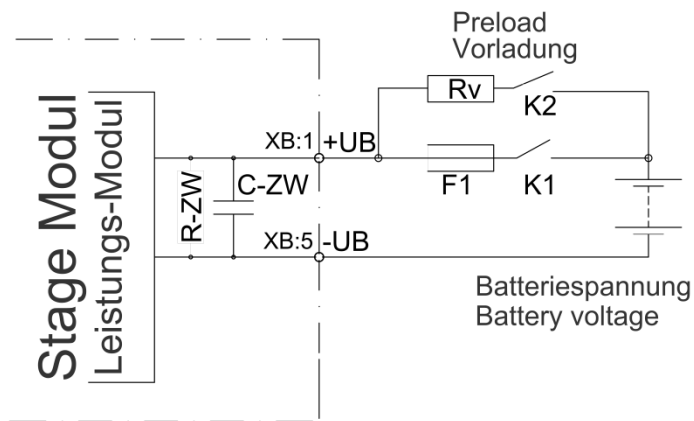 Preload
Vorladung
Rv
K2
XB:1 +UB
F1
K1
Stage Modul
Leistungs-Modul
R-ZW
C-ZW
XB:5 -UB
Batteriespannung
Battery voltage